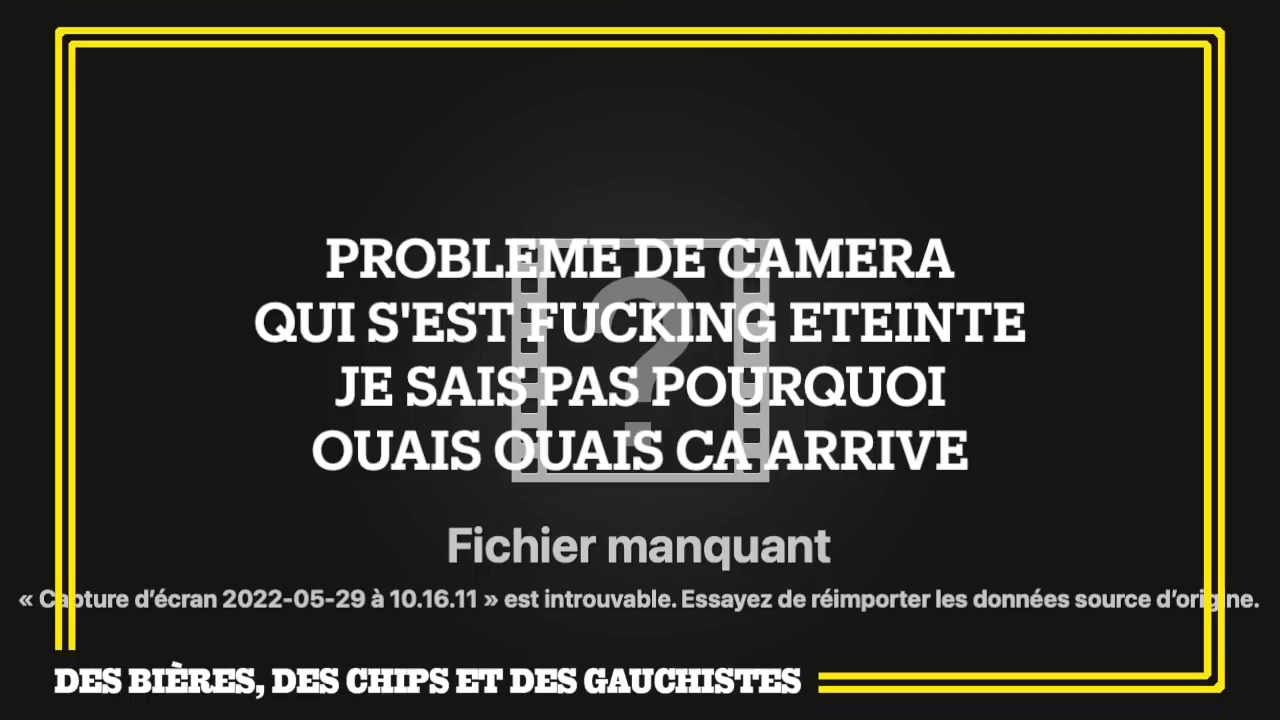 PROBLEME DE CAMERA
QUI S'EST FUCKING ETEINTE
JE SAIS PAS POURQUOI
OUAIS OUAIS CA ARRIVE
Fichier manquant
« Capture d’écran 2022-05-29 à 10.16.11 » est introuvable. Essayez de réimporter les données source d’origine.
DES BIÈRES, DES CHIPS ET DES GAUCHISTES